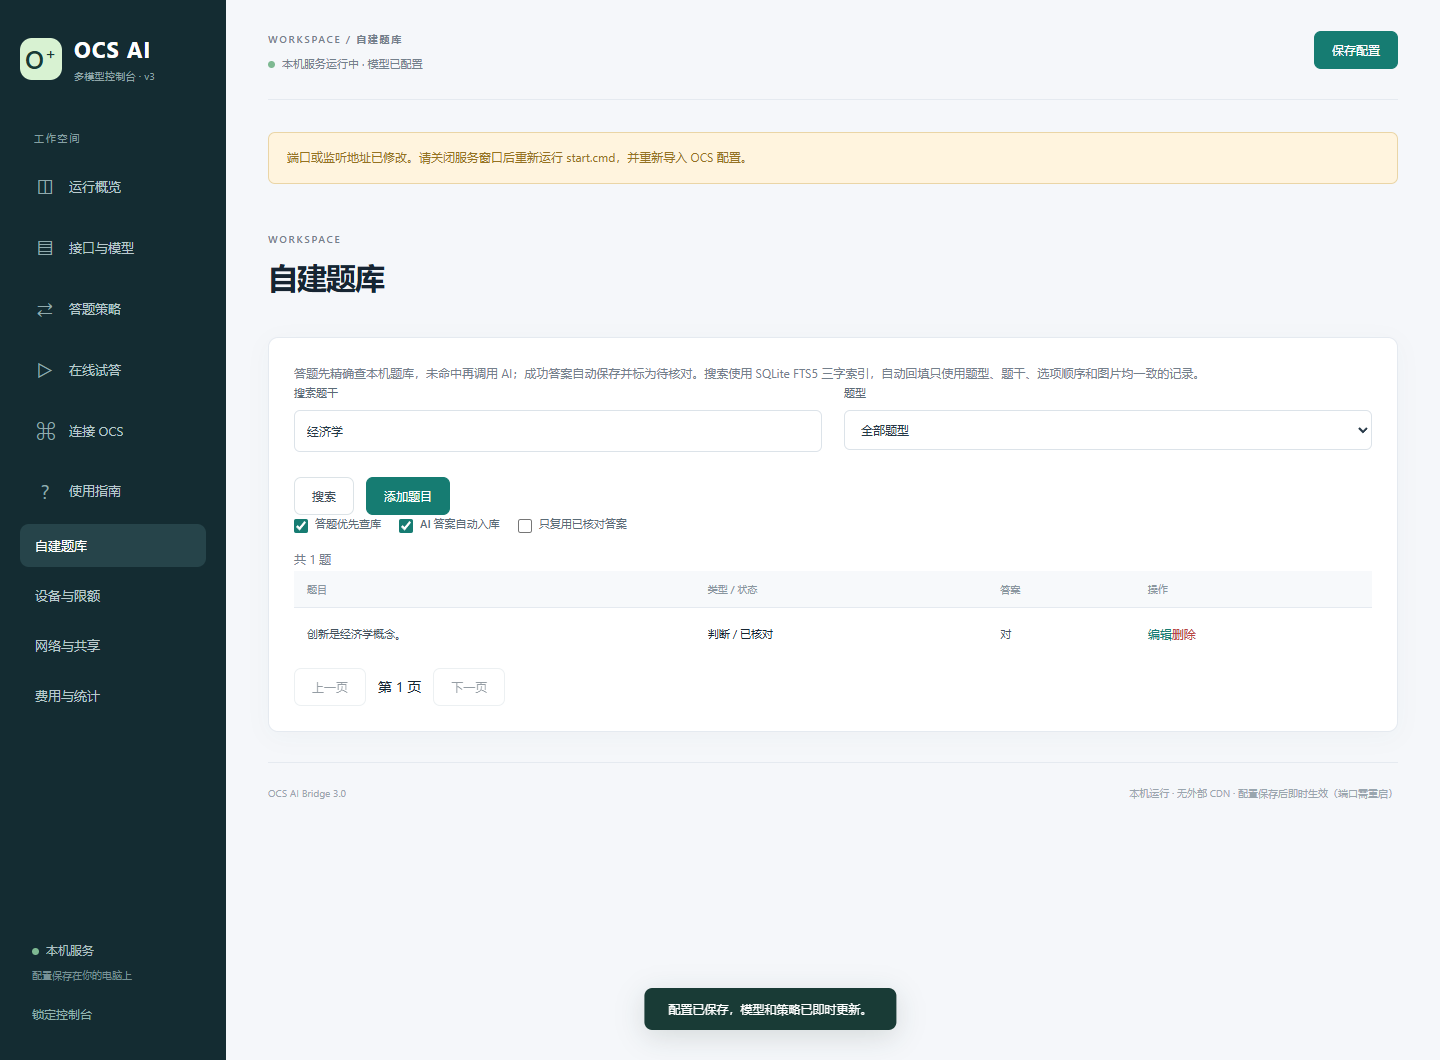 O+
OCS AI
多模型控制台 · v3
工作空间
运行概览
接口与模型
答题策略
在线试答
连接 OCS
? 使用指南
自建题库
设备与限额
网络与共享
费用与统计
本机服务
配置保存在你的电脑上
锁定控制台
WORKSPACE / 自建题库
本机服务运行中 · 模型已配置
保存配置
端口或监听地址已修改。请关闭服务窗口后重新运行 start.cmd，并重新导入 OCS 配置。
WORKSPACE
自建题库
答题先精确查本机题库，未命中再调用 AI；成功答案自动保存并标为待核对。搜索使用 SQLite FTS5 三字索引，自动回填只使用题型、题干、选项顺序和图片均一致的记录。
搜索题干 题型
经济学 全部题型
搜索 添加题目
答题优先查库 AI 答案自动入库 只复用已核对答案
共 1 题
题目 类型 / 状态 答案 操作
创新是经济学概念。 判断 / 已核对 对 编辑删除
上一页 第 1 页 下一页
OCS AI Bridge 3.0 本机运行 · 无外部 CDN · 配置保存后即时生效（端口需重启）
配置已保存，模型和策略已即时更新。